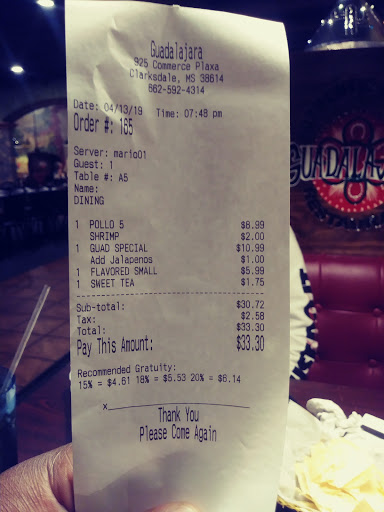 Guadalajara
925 Commerce Plaza
Clarksdale, MS 38614
662-592-4314
Date: 04/13/19 Time: 07:48 pm
Order #: 165
Server: mario01
Guest: 1
Table #: A5
Name:
DINING
1 POLLO 5 $8.99
SHRIMP $2.00
1 GUAD SPECIAL $10.99
Add Jalapenos $1.00
1 FLAVORED SMALL $5.99
1 SWEET TEA $1.75
Sub-total: $30.72
Tax: $2.58
Total: $33.30
Pay This Amount: $33.30
Recommended Gratuity:
15% = $4.61 18% = $5.53 20% = $6.14
x
Thank You
Please Come Again
GUADALA